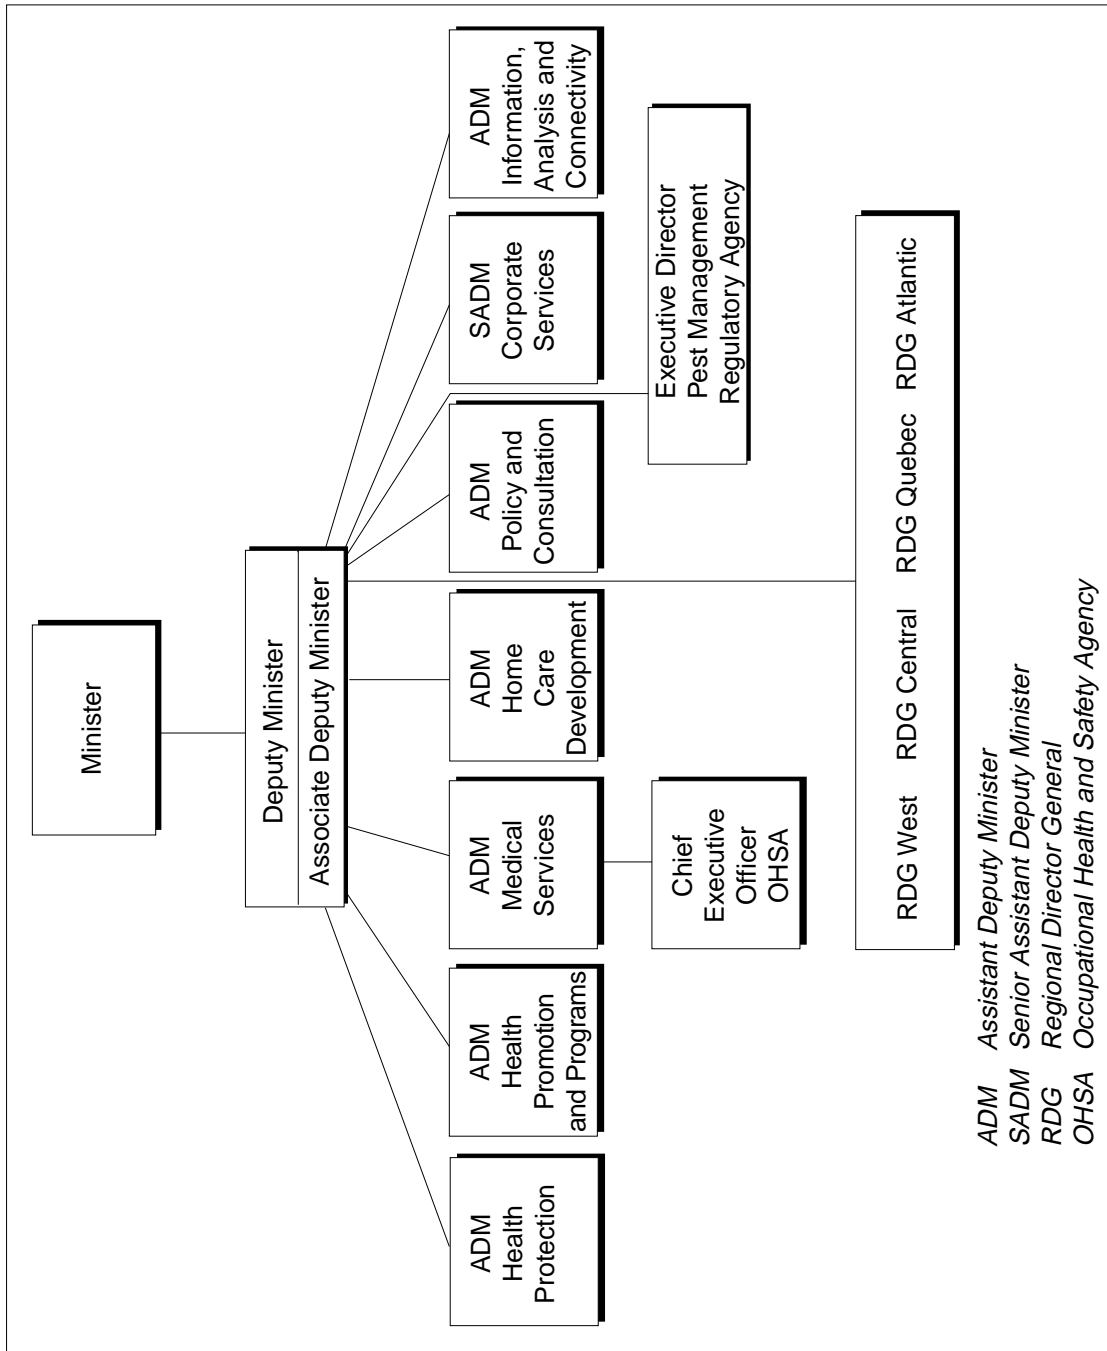 Minister
Deputy Minister
Associate Deputy Minister
ADM
Health
Protection
ADM
Health
Promotion
and Programs
ADM
Medical
Services
ADM
Home
Care
Development
ADM
Policy and
Consultation
SADM
Corporate
Services
ADM
Information,
Analysis and
Connectivity
Chief
Executive
Officer
OHSA
Executive Director
Pest Management
Regulatory Agency
RDG West RDG Central RDG Quebec RDG Atlantic
ADM Assistant Deputy Minister
SADM Senior Assistant Deputy Minister
RDG Regional Director General
OHSA Occupational Health and Safety Agency